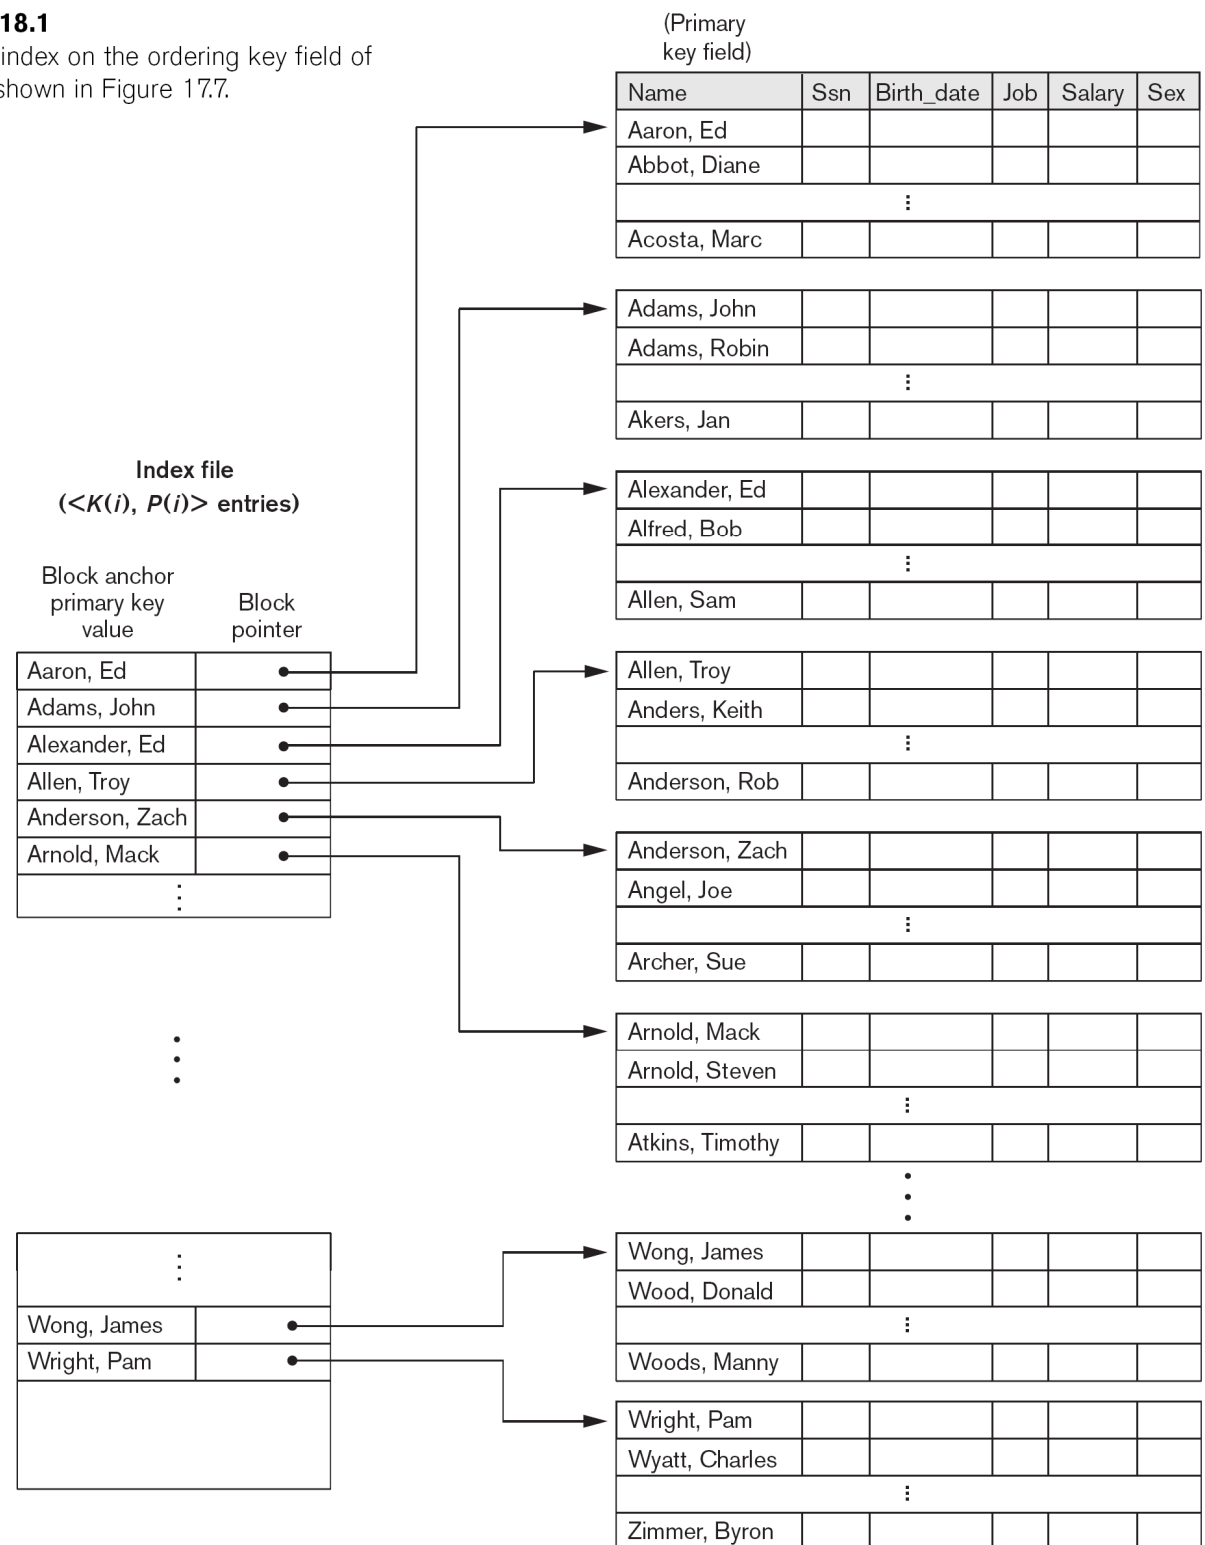 18.1
index on the ordering key field of
shown in Figure 17.7.
(Primary
key field)
Name Ssn Birth_date Job Salary Sex
Aaron, Ed
Abbot, Diane
⋮
Acosta, Marc
Adams, John
Adams, Robin
⋮
Akers, Jan
Alexander, Ed
Alfred, Bob
⋮
Allen, Sam
Allen, Troy
Anders, Keith
⋮
Anderson, Rob
Anderson, Zach
Angel, Joe
⋮
Archer, Sue
Arnold, Mack
Arnold, Steven
⋮
Atkins, Timothy
⋮
Wong, James
Wood, Donald
⋮
Woods, Manny
Wright, Pam
Wyatt, Charles
⋮
Zimmer, Byron
Index file
(<K(i), P(i)> entries)
Block anchor
primary key
value
Block
pointer
Aaron, Ed
Adams, John
Alexander, Ed
Allen, Troy
Anderson, Zach
Arnold, Mack
⋮
⋮
⋮
Wong, James
Wright, Pam